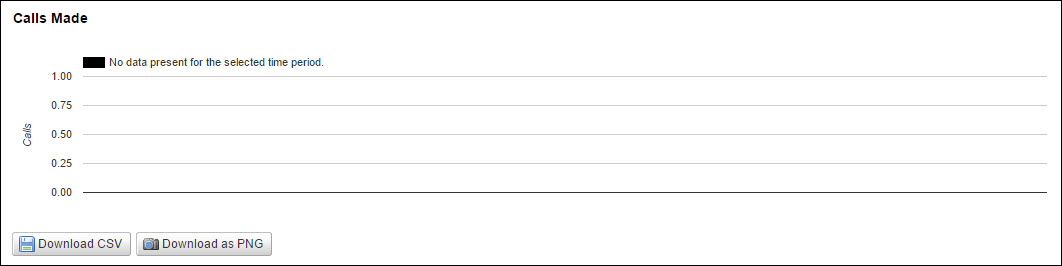 Calls Made
No data present for the selected time period.
1.00
0.75
0.50
Calls
0.25
0.00
Download CSV
Download as PNG